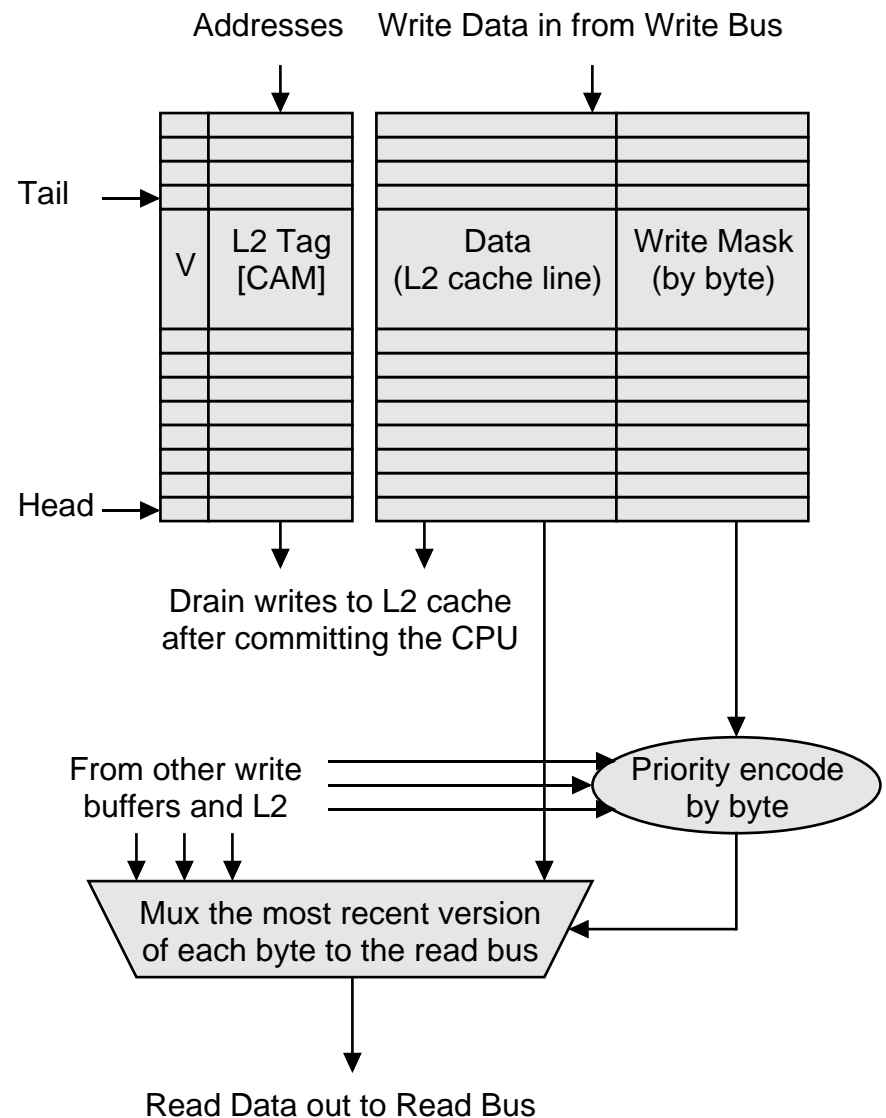 Addresses
Write Data in from Write Bus
Tail
V
L2 Tag
[CAM]
Data
(L2 cache line)
Write Mask
(by byte)
Head
Drain writes to L2 cache
after committing the CPU
From other write
buffers and L2
Priority encode
by byte
Mux the most recent version
of each byte to the read bus
Read Data out to Read Bus